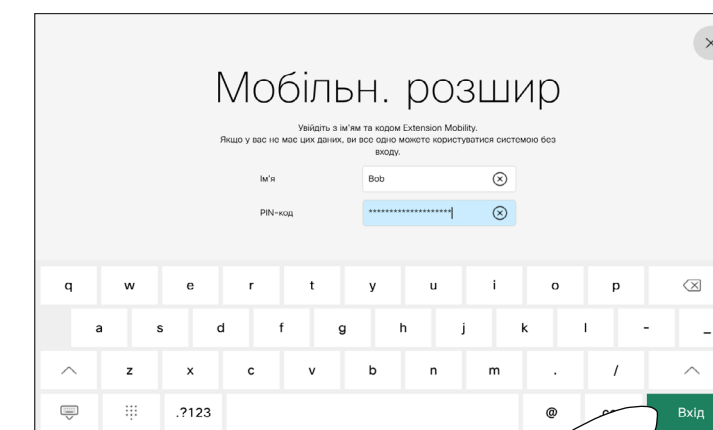 Мобільн. розшир
Увійдіть з ім'ям та кодом Extension Mobility.
Якщо у вас не має цих даних, ви все одно можете користуватися системою без
входу.
Ім'я Bob
PIN-код ********************
q w e r t y u i o p
a s d f g h j k l - _
z x c v b n m . /
.?123 @ Вхід